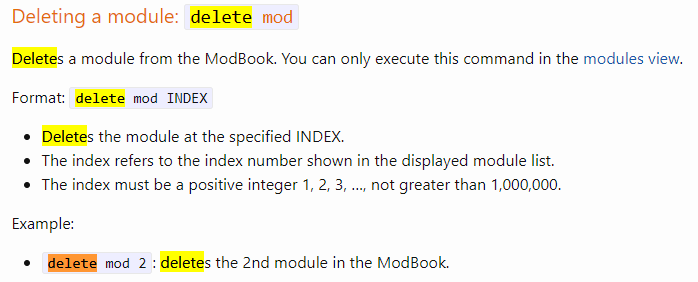 Deleting a module: delete mod
Deletes a module from the ModBook. You can only execute this command in the modules view.
Format: delete mod INDEX
• Deletes the module at the specified INDEX.
• The index refers to the index number shown in the displayed module list.
• The index must be a positive integer 1, 2, 3, …, not greater than 1,000,000.
Example:
• delete mod 2 : deletes the 2nd module in the ModBook.